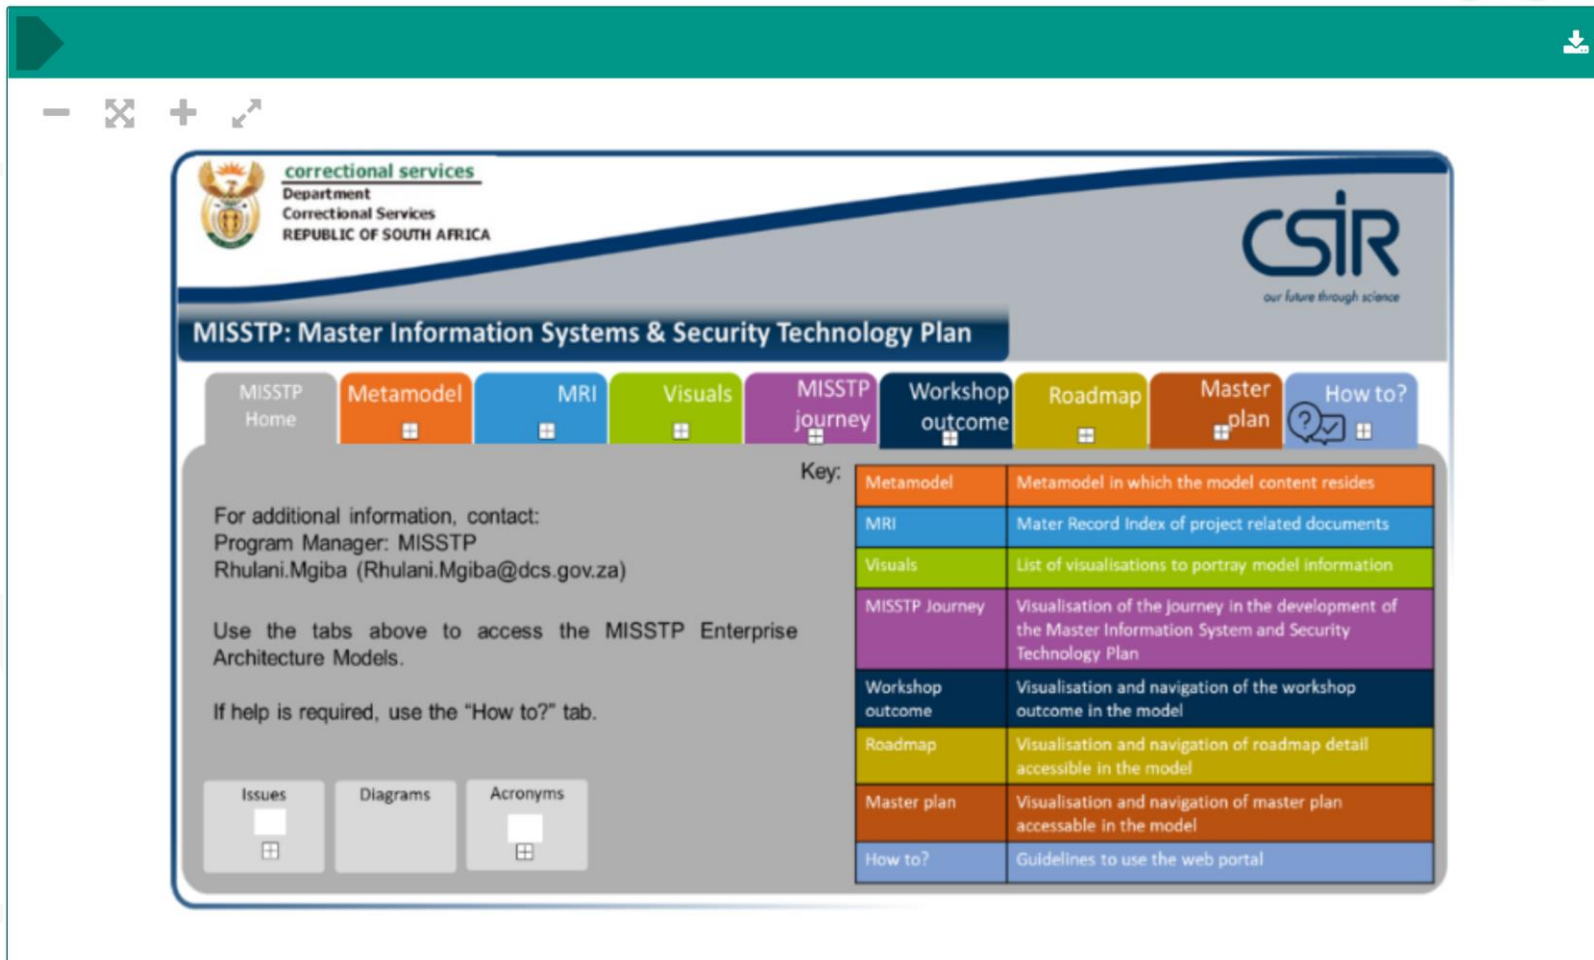 correctional services
Department
Correctional Services
REPUBLIC OF SOUTH AFRICA
CSIR
our future through science
MISSTP: Master Information Systems & Security Technology Plan
MISSTP
Home
Metamodel
MRI
Visuals
MISSTP
journey
Workshop
outcome
Roadmap
Master
plan
How to?
For additional information, contact:
Program Manager: MISSTP
Rhulani.Mgiba (Rhulani.Mgiba@dcs.gov.za)
Use the tabs above to access the MISSTP Enterprise
Architecture Models.
If help is required, use the “How to?” tab.
Issues
Diagrams
Acronyms
Key:
Metamodel
Metamodel in which the model content resides
MRI
Mater Record Index of project related documents
Visuals
List of visualisations to portray model information
MISSTP Journey
Visualisation of the journey in the development of
the Master Information System and Security
Technology Plan
Workshop
outcome
Visualisation and navigation of the workshop
outcome in the model
Roadmap
Visualisation and navigation of roadmap detail
accessible in the model
Master plan
Visualisation and navigation of master plan
accessable in the model
How to?
Guidelines to use the web portal